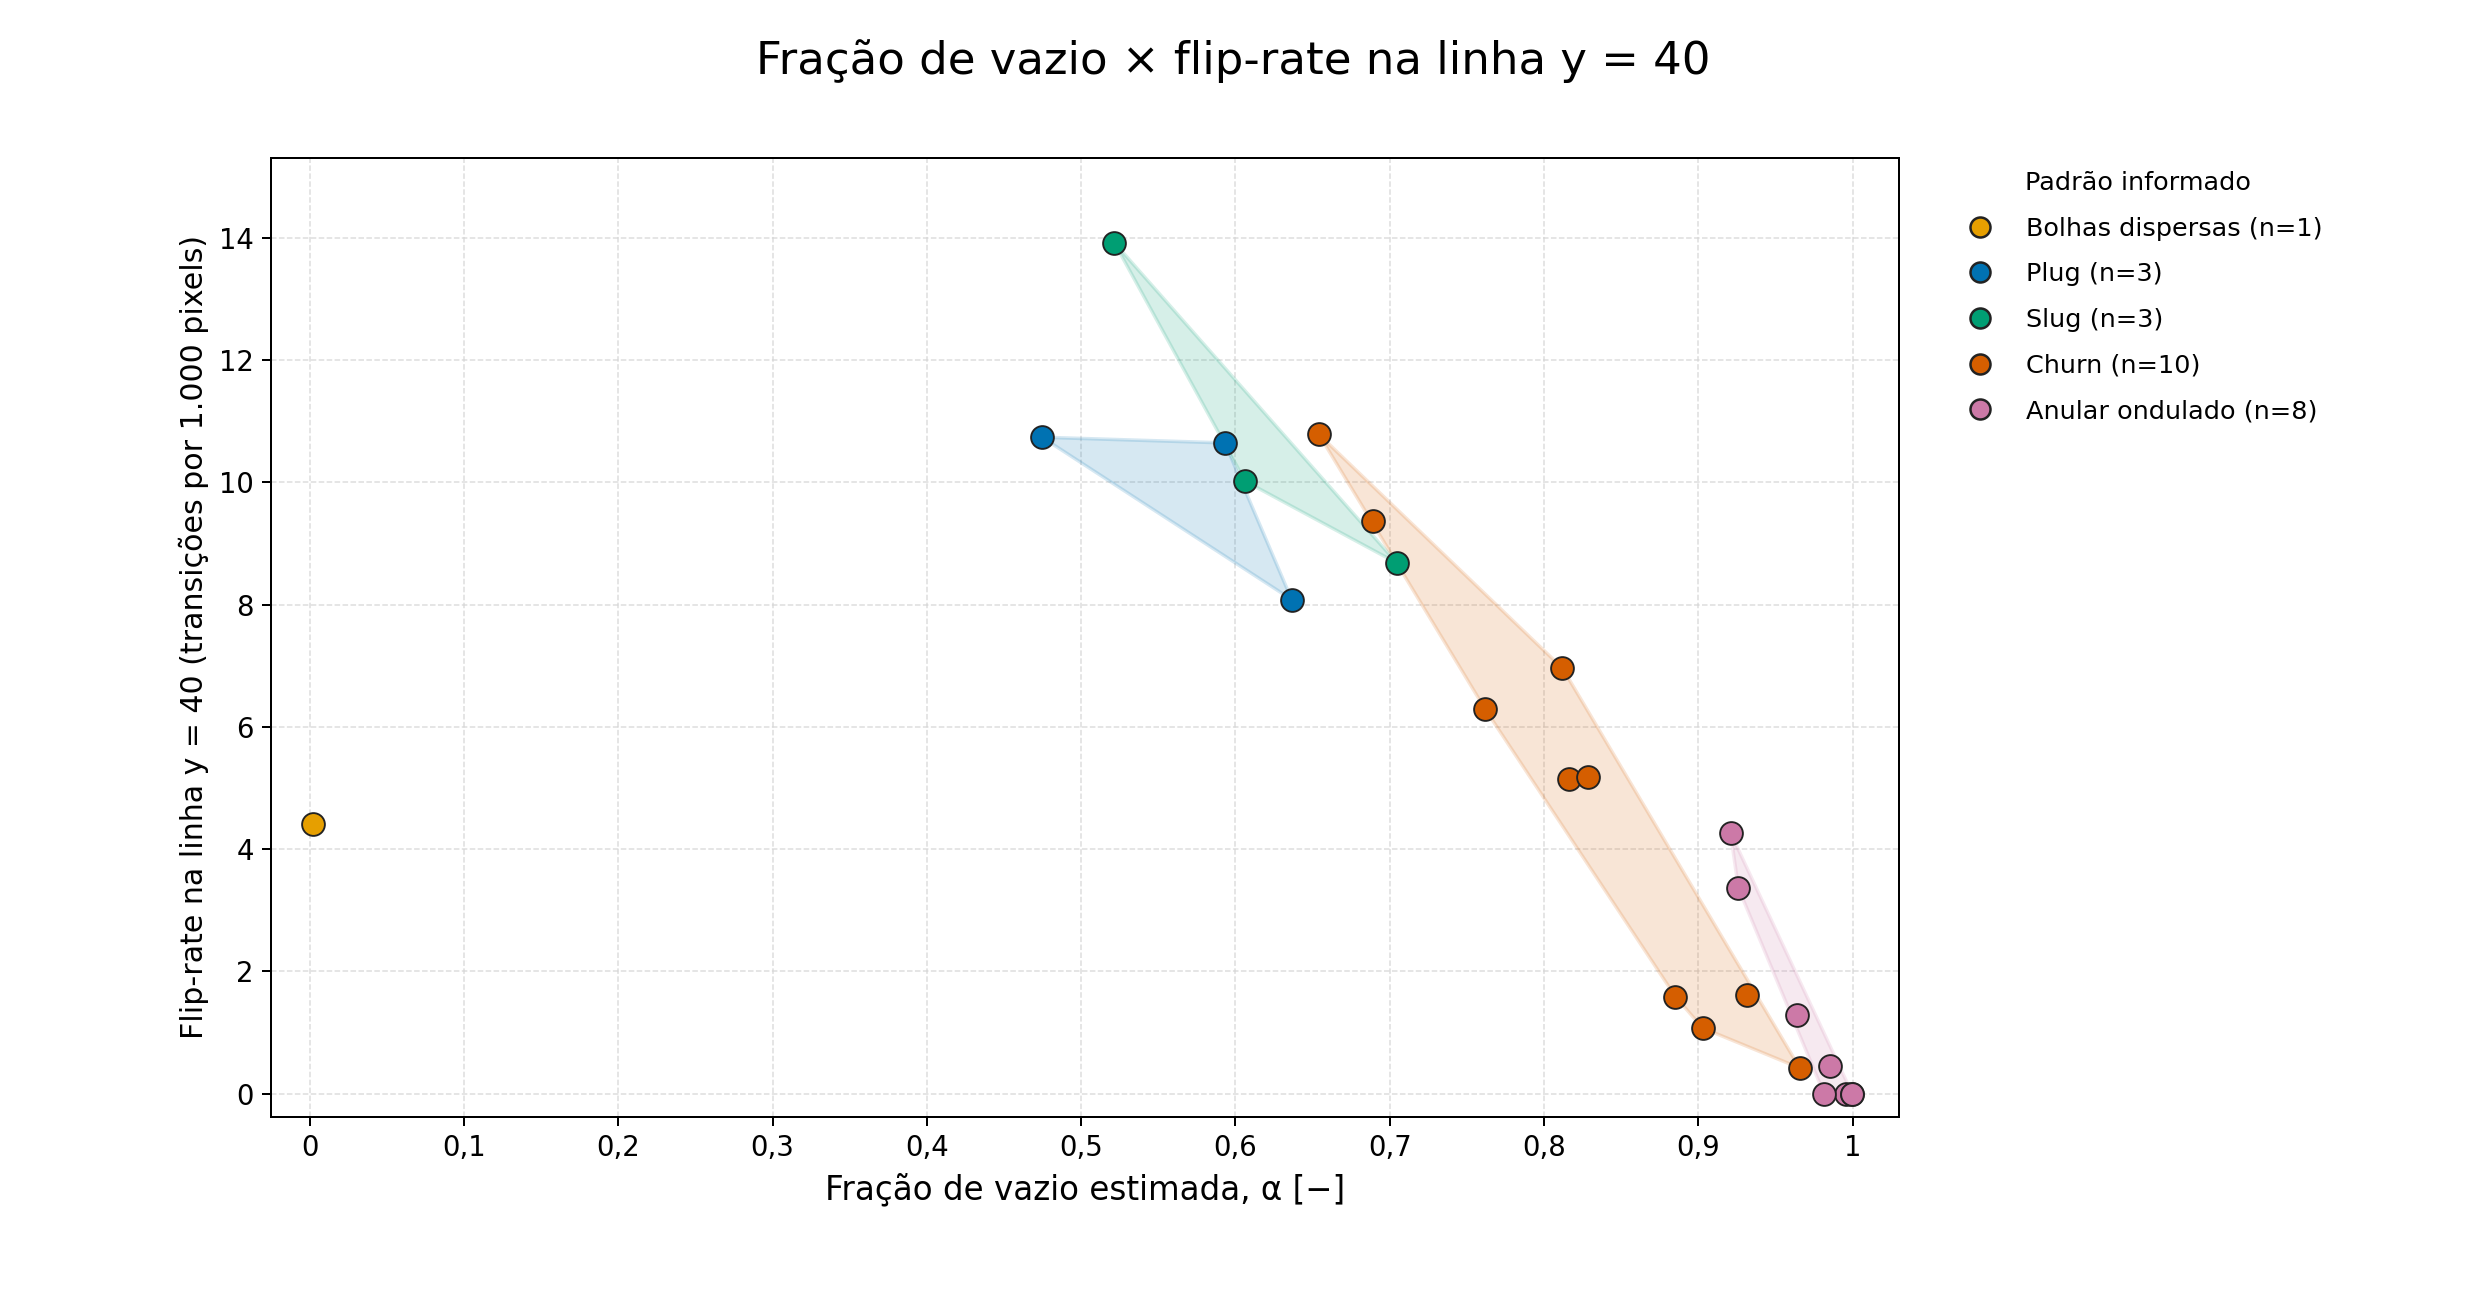 Fração de vazio × flip-rate na linha y = 40
Padrão informado
Bolhas dispersas (n=1)
Plug (n=3)
Slug (n=3)
Churn (n=10)
Anular ondulado (n=8)
Flip-rate na linha y = 40 (transições por 1.000 pixels)
14
12
10
8
6
4
2
0
0 0,1 0,2 0,3 0,4 0,5 0,6 0,7 0,8 0,9 1
Fração de vazio estimada, α [−]